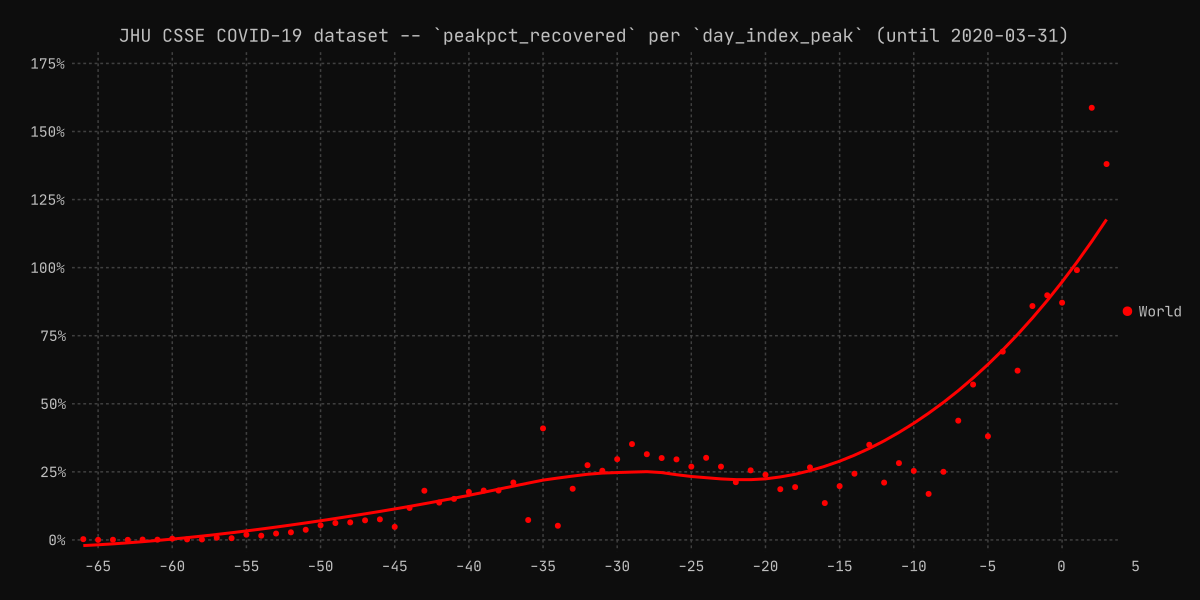 JHU CSSE COVID-19 dataset -- `peakpct_recovered` per `day_index_peak` (until 2020-03-31)
175%
150%
125%
100%
75%
50%
25%
0%
World
-65 -60 -55 -50 -45 -40 -35 -30 -25 -20 -15 -10 -5 0 5